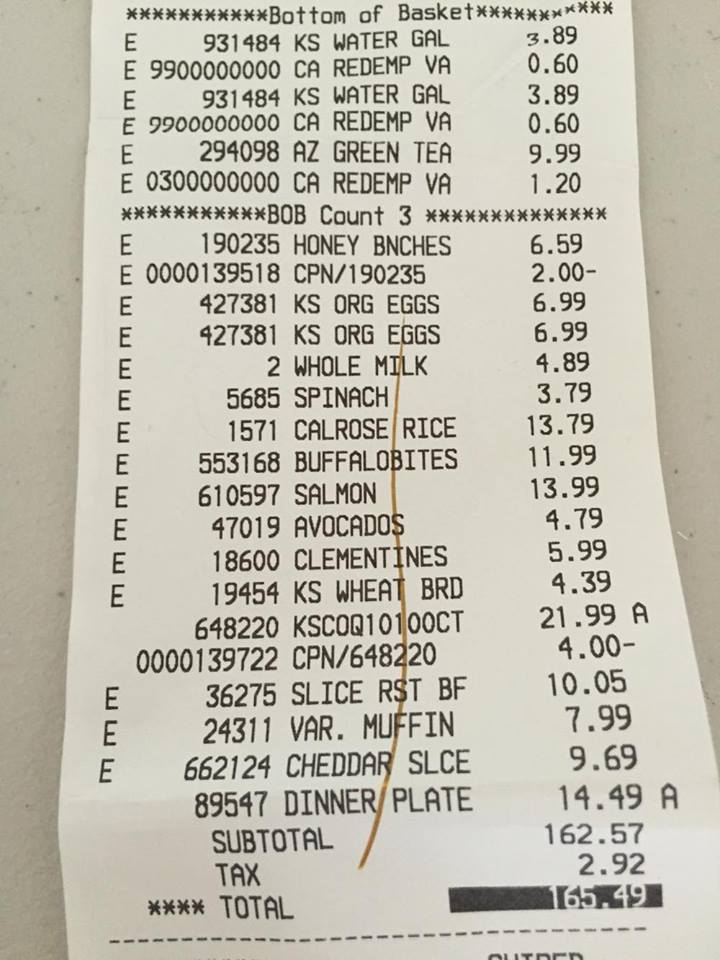 ***********Bottom of Basket***********
E 931484 KS WATER GAL 3.89
E 9900000000 CA REDEMP VA 0.60
E 931484 KS WATER GAL 3.89
E 9900000000 CA REDEMP VA 0.60
E 294098 AZ GREEN TEA 9.99
E 0300000000 CA REDEMP VA 1.20
***********BOB Count 3 **************
E 190235 HONEY BNCHES 6.59
E 0000139518 CPN/190235 2.00-
E 427381 KS ORG EGGS 6.99
E 427381 KS ORG EGGS 6.99
E 2 WHOLE MILK 4.89
E 5685 SPINACH 3.79
E 1571 CALROSE RICE 13.79
E 553168 BUFFALOBITES 11.99
E 610597 SALMON 13.99
E 47019 AVOCADOS 4.79
E 18600 CLEMENTINES 5.99
E 19454 KS WHEAT BRD 4.39
648220 KSCOQ10100CT 21.99 A
0000139722 CPN/648220 4.00-
E 36275 SLICE RST BF 10.05
E 24311 VAR. MUFFIN 7.99
E 662124 CHEDDAR SLCE 9.69
89547 DINNER PLATE 14.49 A
SUBTOTAL 162.57
TAX 2.92
**** TOTAL 165.49